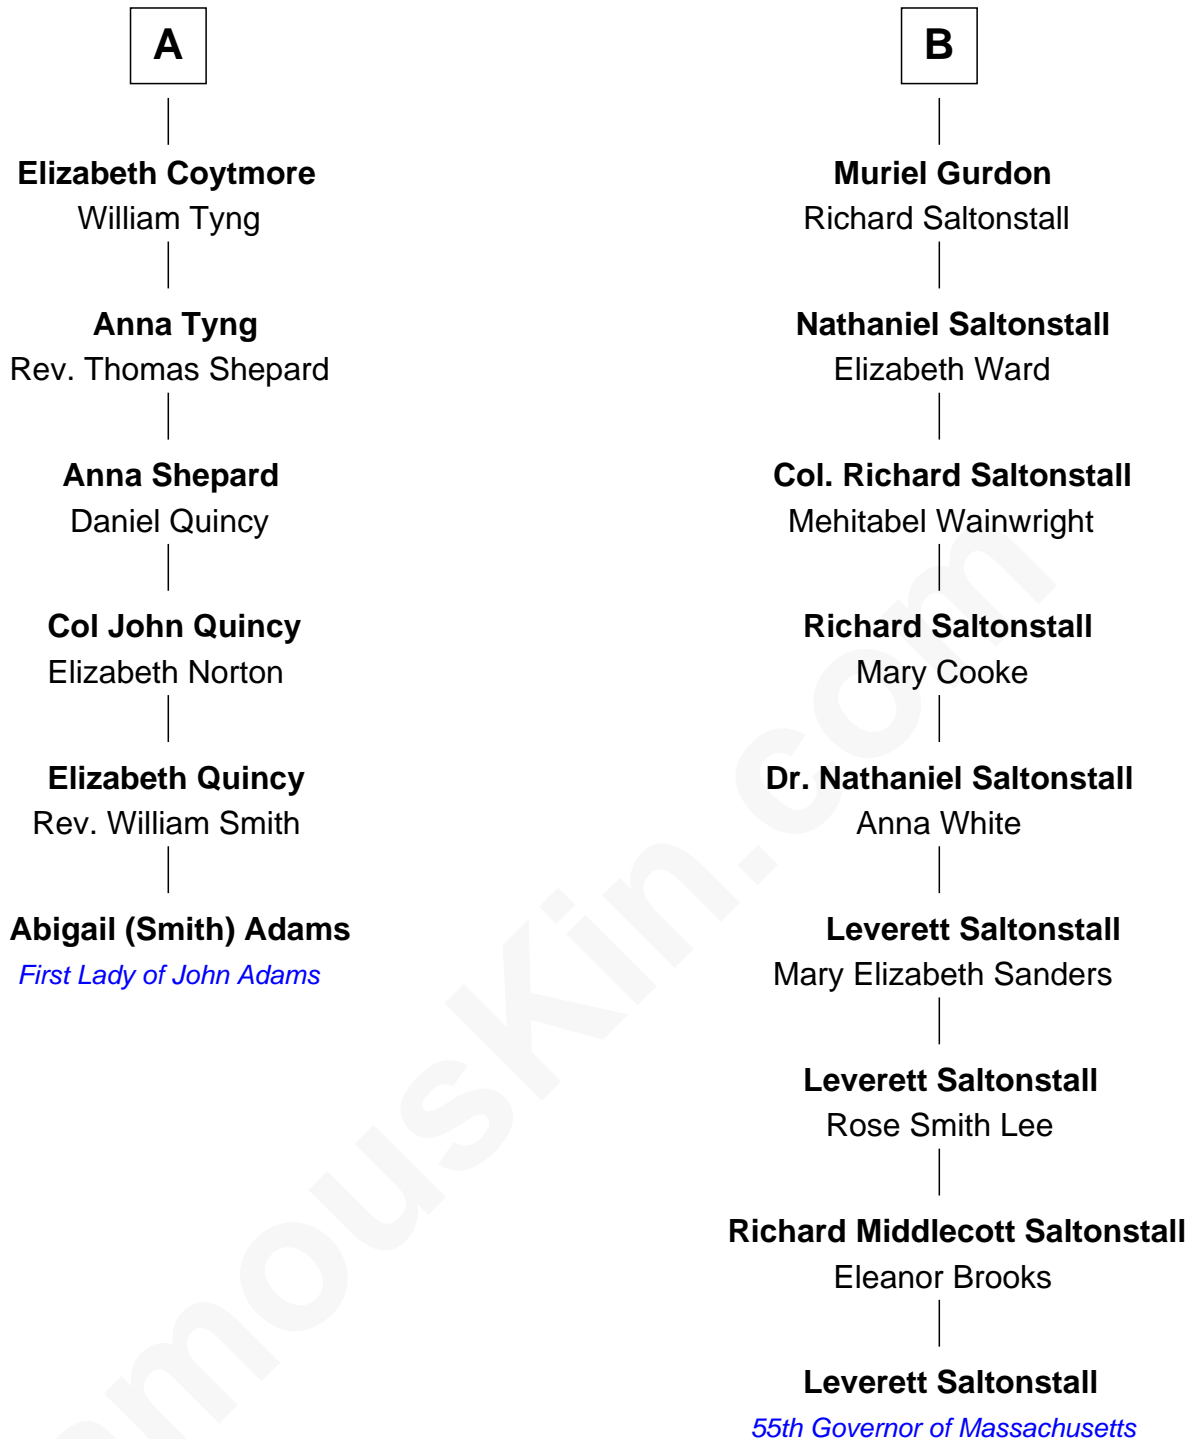 A
Elizabeth Coytmore
William Tyng
Anna Tyng
Rev. Thomas Shepard
Anna Shepard
Daniel Quincy
Col John Quincy
Elizabeth Norton
Elizabeth Quincy
Rev. William Smith
Abigail (Smith) Adams
First Lady of John Adams
B
Muriel Gurdon
Richard Saltonstall
Nathaniel Saltonstall
Elizabeth Ward
Col. Richard Saltonstall
Mehitabel Wainwright
Richard Saltonstall
Mary Cooke
Dr. Nathaniel Saltonstall
Anna White
Leverett Saltonstall
Mary Elizabeth Sanders
Leverett Saltonstall
Rose Smith Lee
Richard Middlecott Saltonstall
Eleanor Brooks
Leverett Saltonstall
55th Governor of Massachusetts
amouskin.com